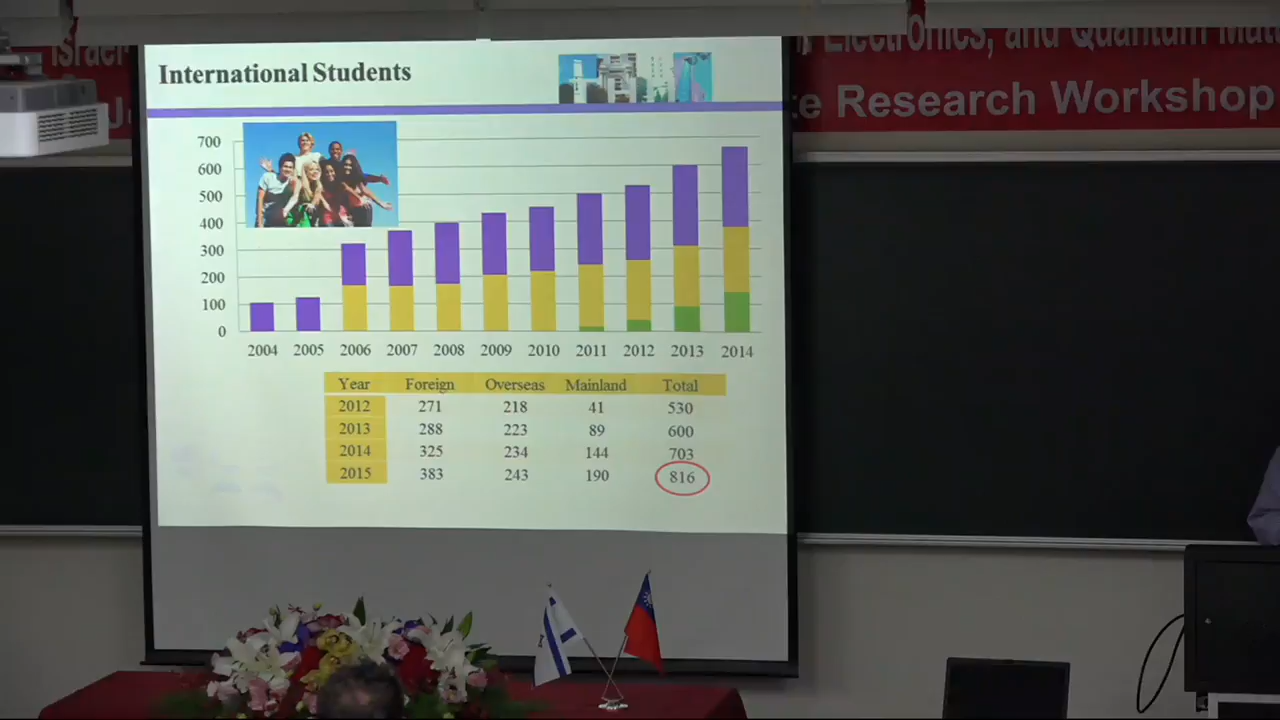 Electronics, and Quantum
Research Workshop
International Students
700
600
500
400
300
200
100
0
2004 2005 2006 2007 2008 2009 2010 2011 2012 2013 2014
Year Foreign Overseas Mainland Total
2012 271 218 41 530
2013 288 223 89 600
2014 325 234 144 703
2015 383 243 190 816